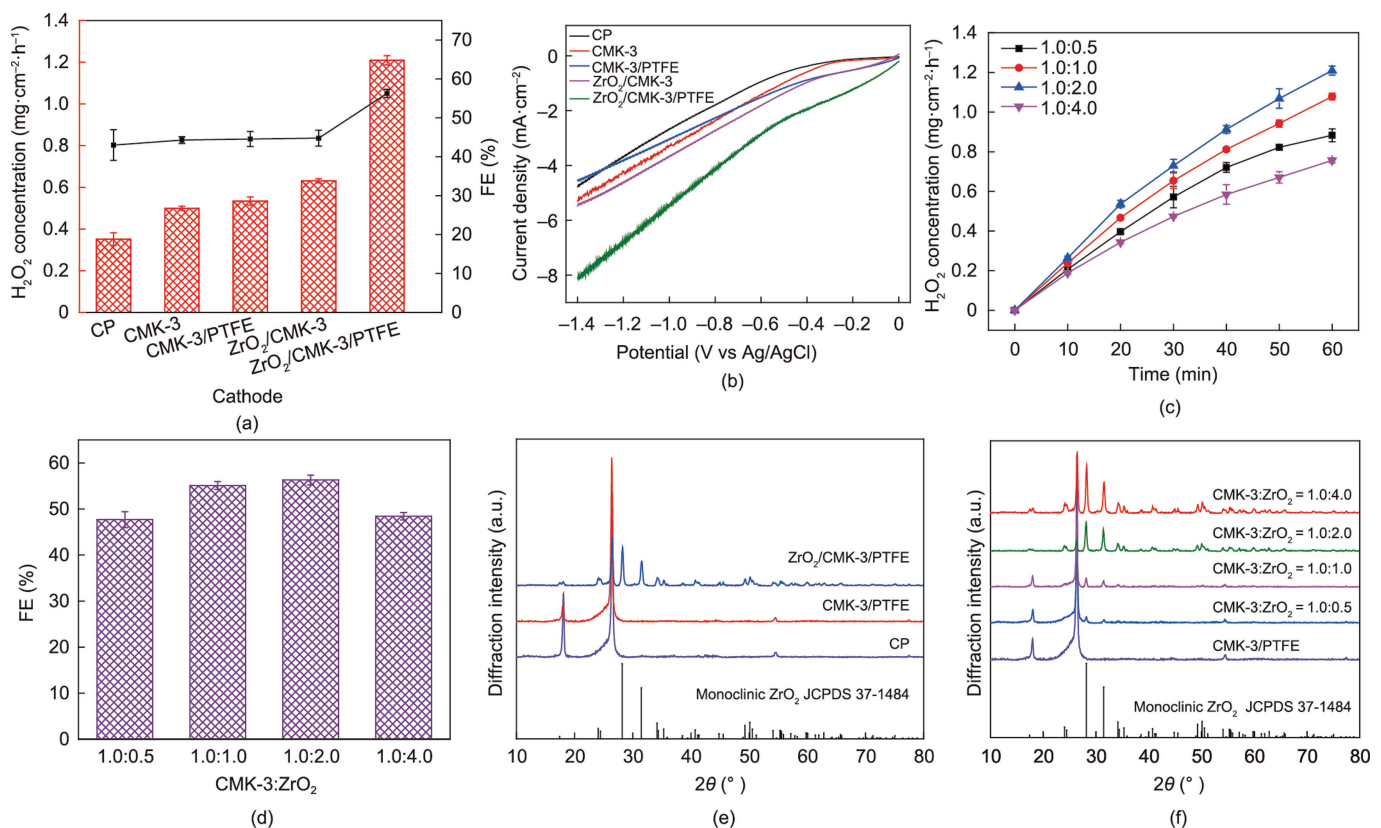 H2O2 concentration (mg·cm−2·h−1)
1.4
1.2
1.0
0.8
0.6
0.4
0.2
0
70
60
50
40
30
20
10
0
FE (%)
CP
CMK-3
CMK-3/PTFE
ZrO2/CMK-3
ZrO2/CMK-3/PTFE
Cathode
(a)
CP
CMK-3
CMK-3/PTFE
ZrO2/CMK-3
ZrO2/CMK-3/PTFE
Current density (mA·cm−2)
0
−2
−4
−6
−8
−1.4 −1.2 −1.0 −0.8 −0.6 −0.4 −0.2 0
Potential (V vs Ag/AgCl)
(b)
H2O2 concentration (mg·cm−2·h−1)
1.4
1.2
1.0
0.8
0.6
0.4
0.2
0
1.0:0.5
1.0:1.0
1.0:2.0
1.0:4.0
0 10 20 30 40 50 60
Time (min)
(c)
FE (%)
60
50
40
30
20
10
0
1.0:0.5 1.0:1.0 1.0:2.0 1.0:4.0
CMK-3:ZrO2
(d)
Diffraction intensity (a.u.)
ZrO2/CMK-3/PTFE
CMK-3/PTFE
CP
Monoclinic ZrO2 JCPDS 37-1484
10 20 30 40 50 60 70 80
2θ (°)
(e)
Diffraction intensity (a.u.)
CMK-3:ZrO2 = 1.0:4.0
CMK-3:ZrO2 = 1.0:2.0
CMK-3:ZrO2 = 1.0:1.0
CMK-3:ZrO2 = 1.0:0.5
CMK-3/PTFE
Monoclinic ZrO2 JCPDS 37-1484
10 20 30 40 50 60 70 80
2θ (°)
(f)